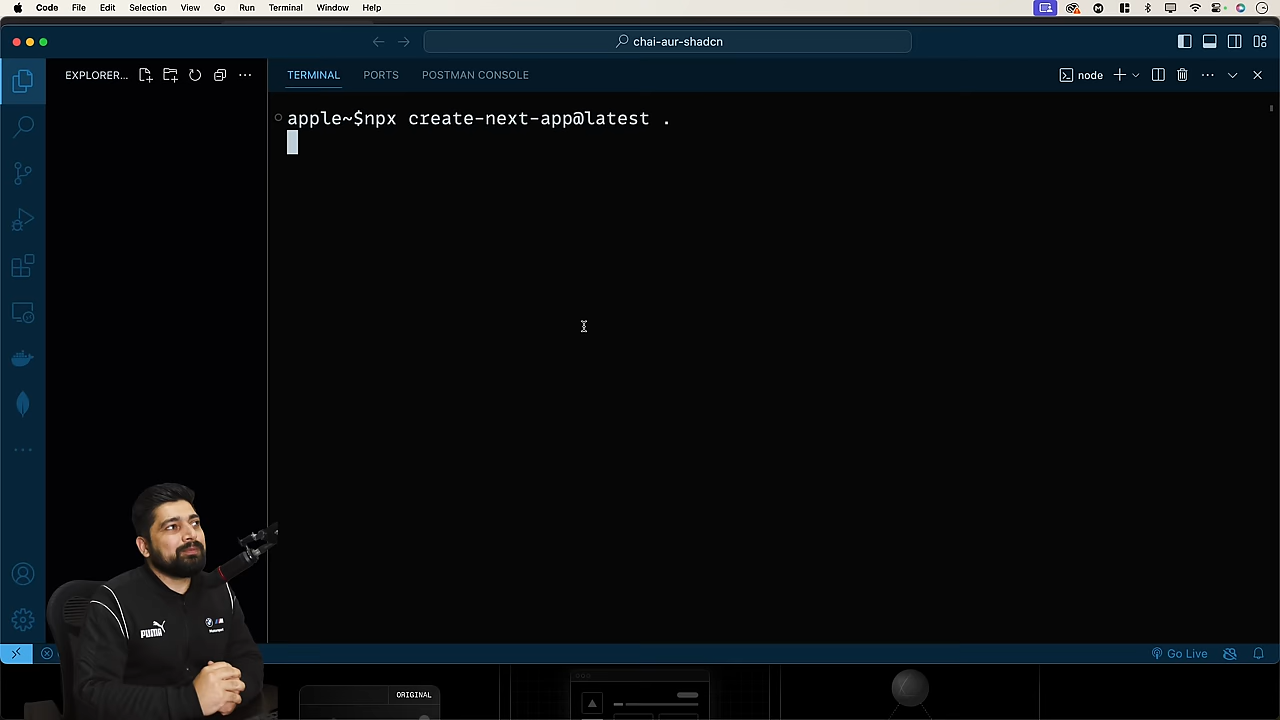 Code File Edit Selection View Go Run Terminal Window Help
chai-aur-shadcn
EXPLORER...
TERMINAL PORTS POSTMAN CONSOLE
node
apple~$npx create-next-app@latest .
PUMA
Go Live
ORIGINAL